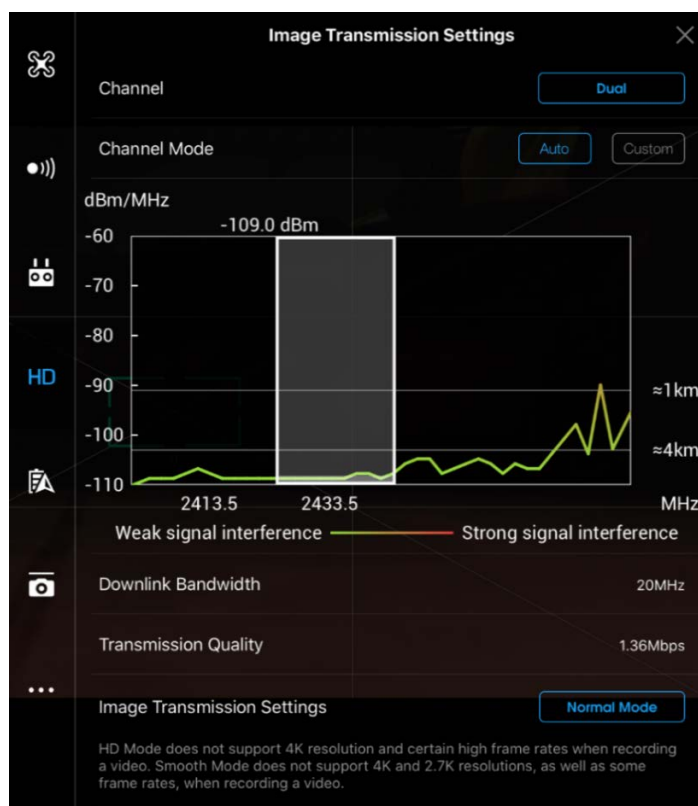 Image Transmission Settings
Channel
Dual
Channel Mode
Auto
Custom
dBm/MHz
-109.0 dBm
-60
-70
-80
HD
-90
≈1km
-100
≈4km
-110
2413.5
2433.5
MHz
Weak signal interference
Strong signal interference
Downlink Bandwidth
20MHz
Transmission Quality
1.36Mbps
Image Transmission Settings
Normal Mode
HD Mode does not support 4K resolution and certain high frame rates when recording
a video. Smooth Mode does not support 4K and 2.7K resolutions, as well as some
frame rates, when recording a video.